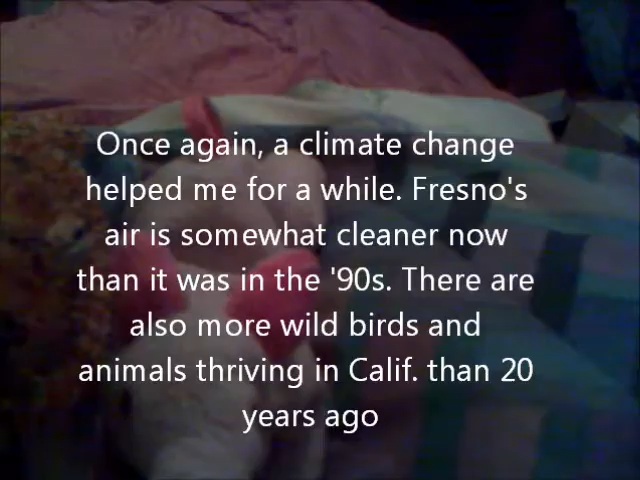 Once again, a climate change
helped me for a while. Fresno's
air is somewhat cleaner now
than it was in the '90s. There are
also more wild birds and
animals thriving in Calif. than 20
years ago